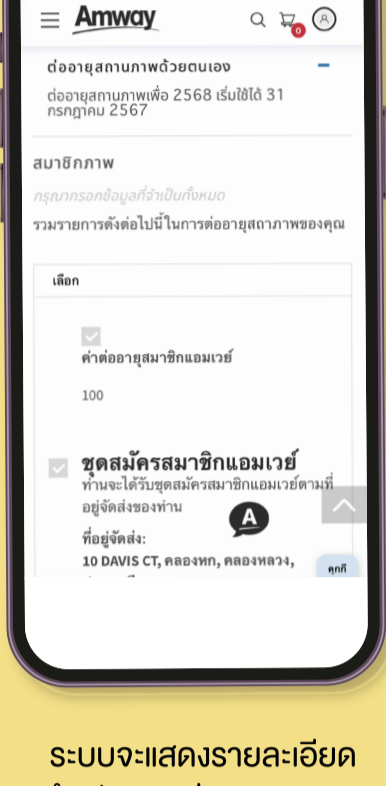 Amway
0
ต่ออายุสถานภาพด้วยตนเอง
ต่ออายุสถานภาพเพื่อ 2568 เริ่มใช้ได้ 31
กรกฎาคม 2567
สมาชิกภาพ
กรุณากรอกข้อมูลที่จำเป็นทั้งหมด
รวมรายการดังต่อไปนี้ในการต่ออายุสถาภาพของคุณ
เลือก
ค่าต่ออายุสมาชิกแอมเวย์
100
ชุดสมัครสมาชิกแอมเวย์
ท่านจะได้รับชุดสมัครสมาชิกแอมเวย์ตามที่
อยู่จัดส่งของท่าน
A
ที่อยู่จัดส่ง:
10 DAVIS CT, คลองหก, คลองหลวง,
คุกกี
ระบบจะแสดงรายละเอียด